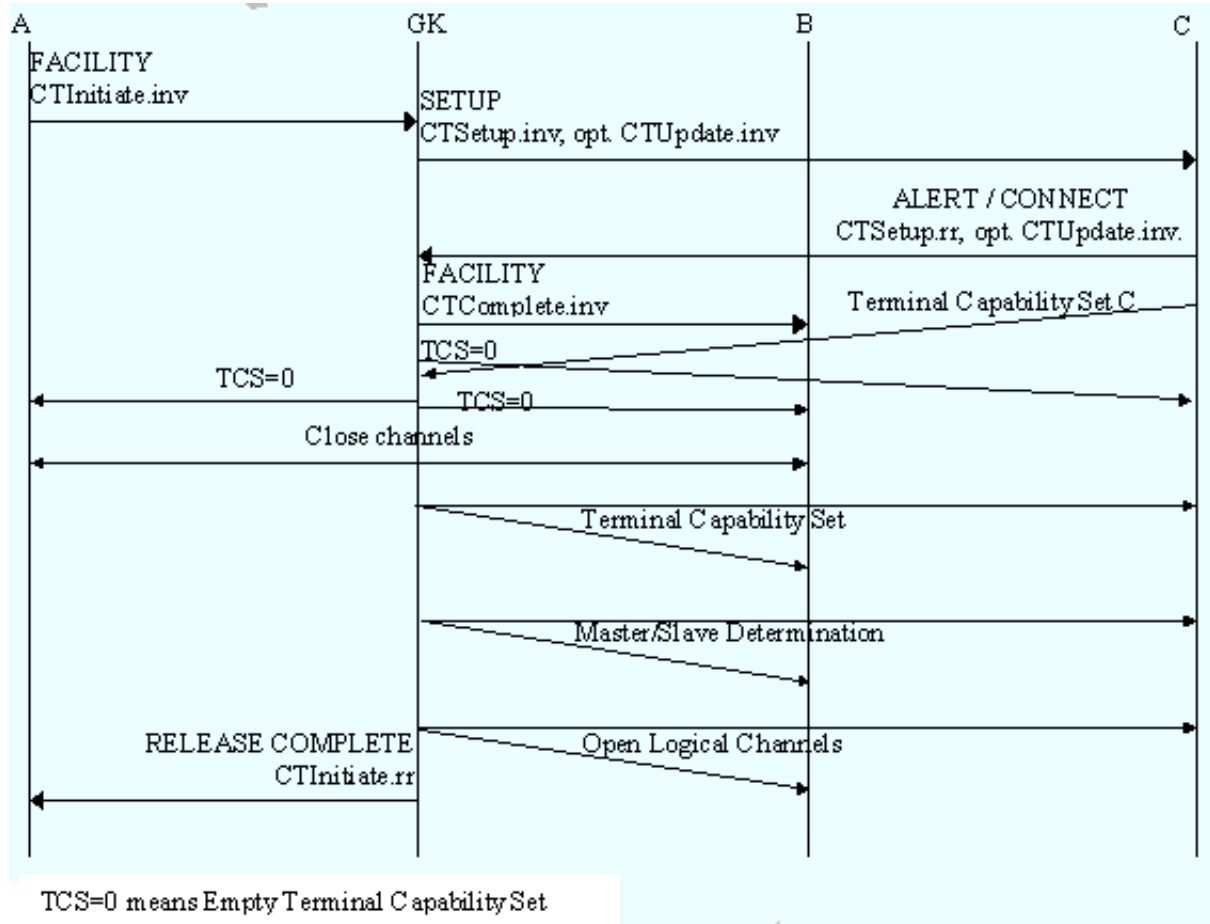 A GK B C
FACILITY
CTInitiate.inv
SETUP
CTSetup.inv, opt. CTUpdate.inv
ALERT / CONNECT
CTSetup.rr, opt. CTUpdate.inv.
FACILITY
CTComplete.inv
Terminal Capability Set C
TCS=0
TCS=0
TCS=0
Close channels
Terminal Capability Set
Master/Slave Determination
RELEASE COMPLETE
CTInitiate.rr
Open Logical Channels
TCS=0 means Empty Terminal Capability Set